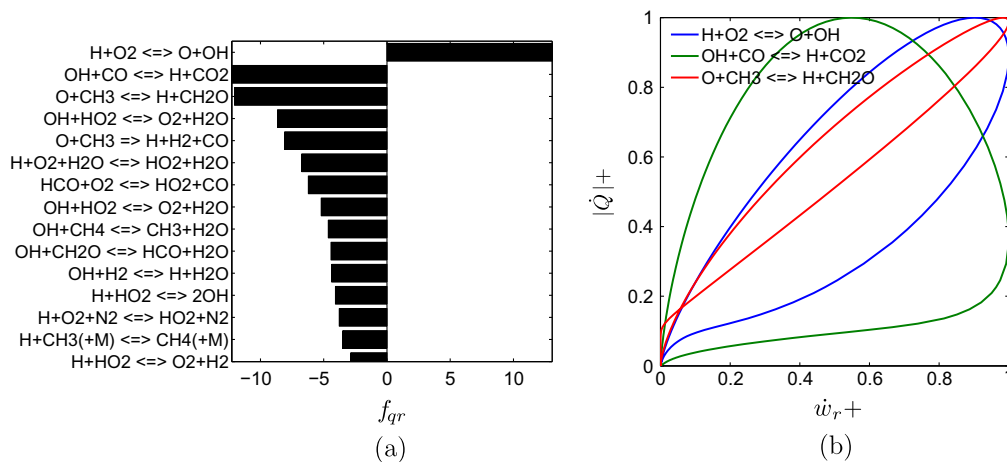 H+O2 <=> O+OH
OH+CO <=> H+CO2
O+CH3 <=> H+CH2O
OH+HO2 <=> O2+H2O
O+CH3 => H+H2+CO
H+O2+H2O <=> HO2+H2O
HCO+O2 <=> HO2+CO
OH+HO2 <=> O2+H2O
OH+CH4 <=> CH3+H2O
OH+CH2O <=> HCO+H2O
OH+H2 <=> H+H2O
H+HO2 <=> 2OH
H+O2+N2 <=> HO2+N2
H+CH3(+M) <=> CH4(+M)
H+HO2 <=> O2+H2
−10 −5 0 5 10
f_{qr}
(a)
H+O2 <=> O+OH
OH+CO <=> H+CO2
O+CH3 <=> H+CH2O
1
0.8
0.6
0.4
0.2
0
|Q̇|+
0 0.2 0.4 0.6 0.8 1
ẇ_r+
(b)